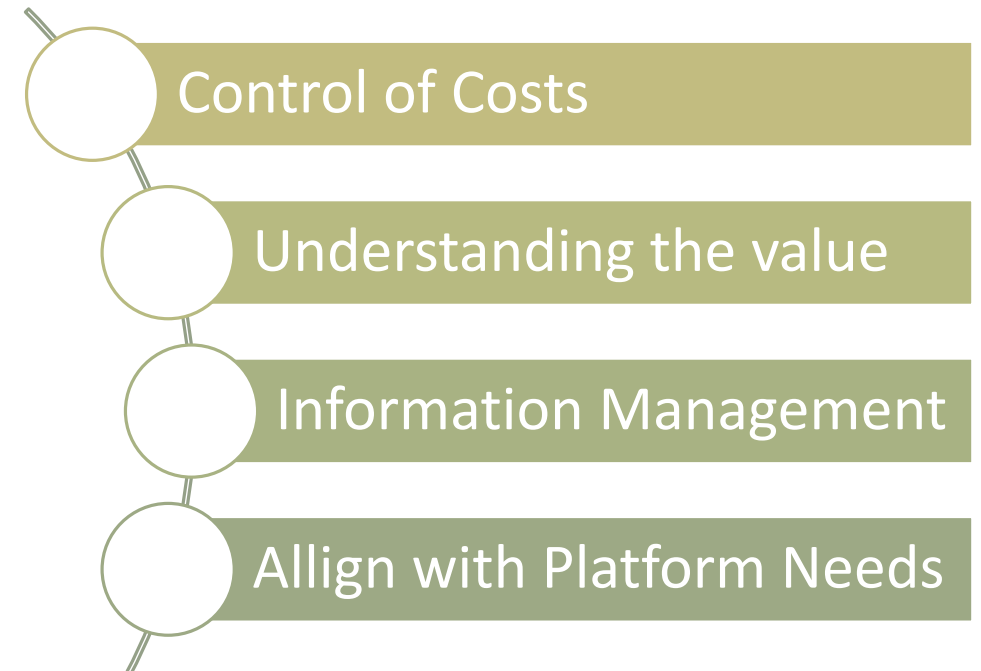 Control of Costs
Understanding the value
Information Management
Allign with Platform Needs